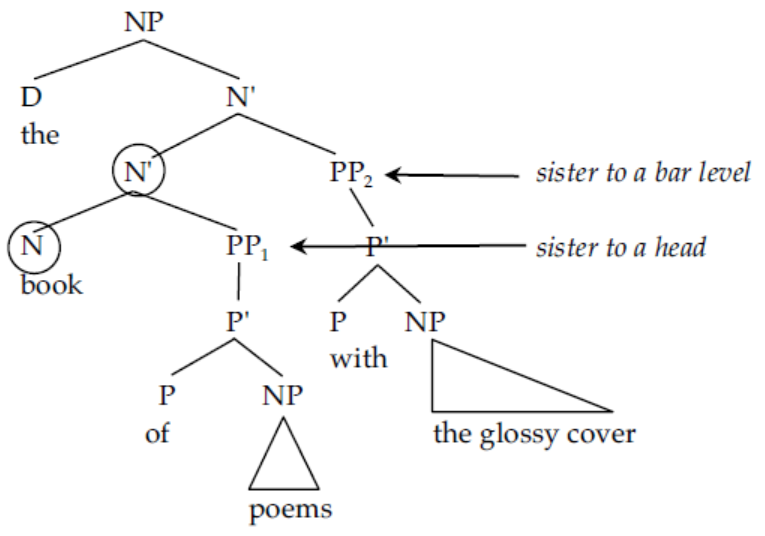 NP
D N'
the
N' PP₂ sister to a bar level
N PP₁ P' sister to a head
book
P' P NP
with
P NP
of the glossy cover
poems